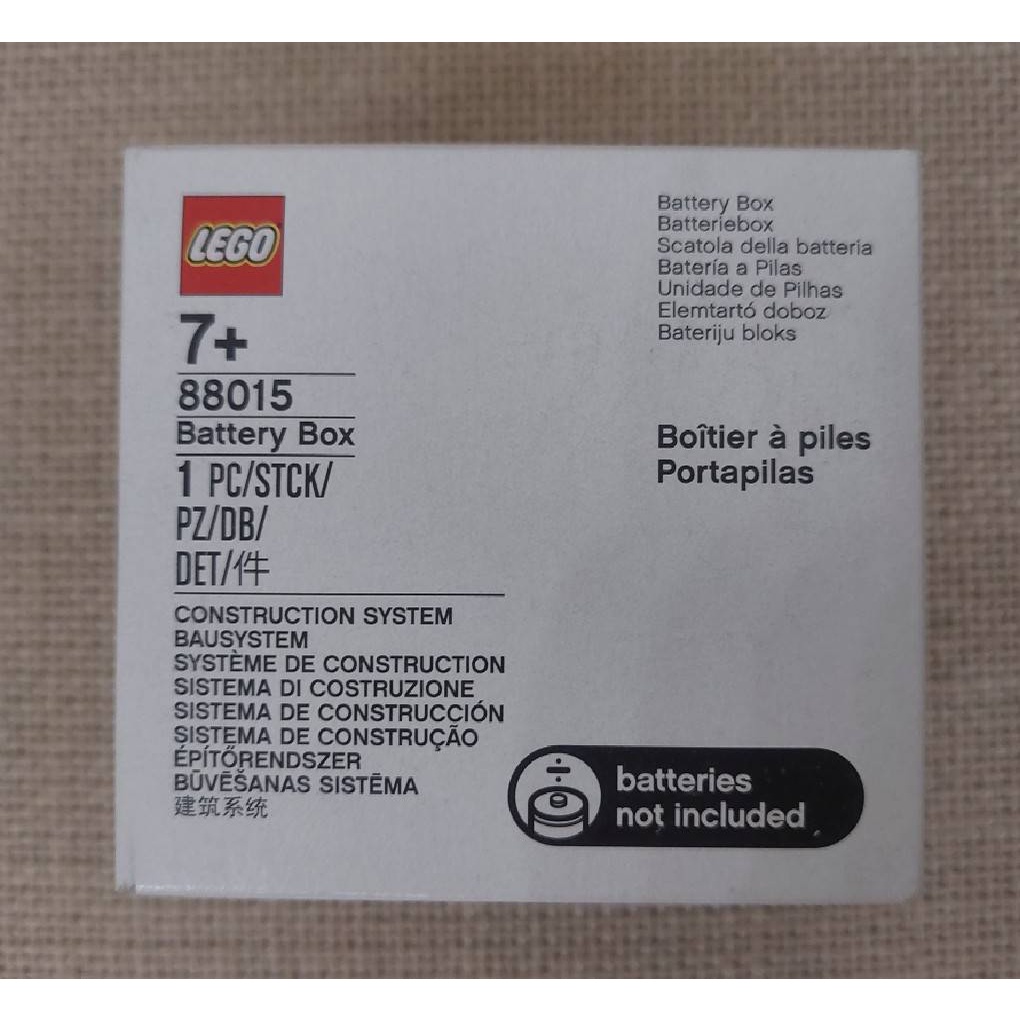 LEGO
7+
88015
Battery Box
1 PC/STCK/
PZ/DB/
DET/件
CONSTRUCTION SYSTEM
BAUSYSTEM
SYSTÈME DE CONSTRUCTION
SISTEMA DI COSTRUZIONE
SISTEMA DE CONSTRUCCIÓN
SISTEMA DE CONSTRUÇÃO
ÉPÍTŐRENDSZER
BŪVĒŠANAS SISTĒMA
建筑系统
Battery Box
Batteriebox
Scatola della batteria
Batería a Pilas
Unidade de Pilhas
Elemtartó doboz
Bateriju bloks
Boîtier à piles
Portapilas
batteries
not included